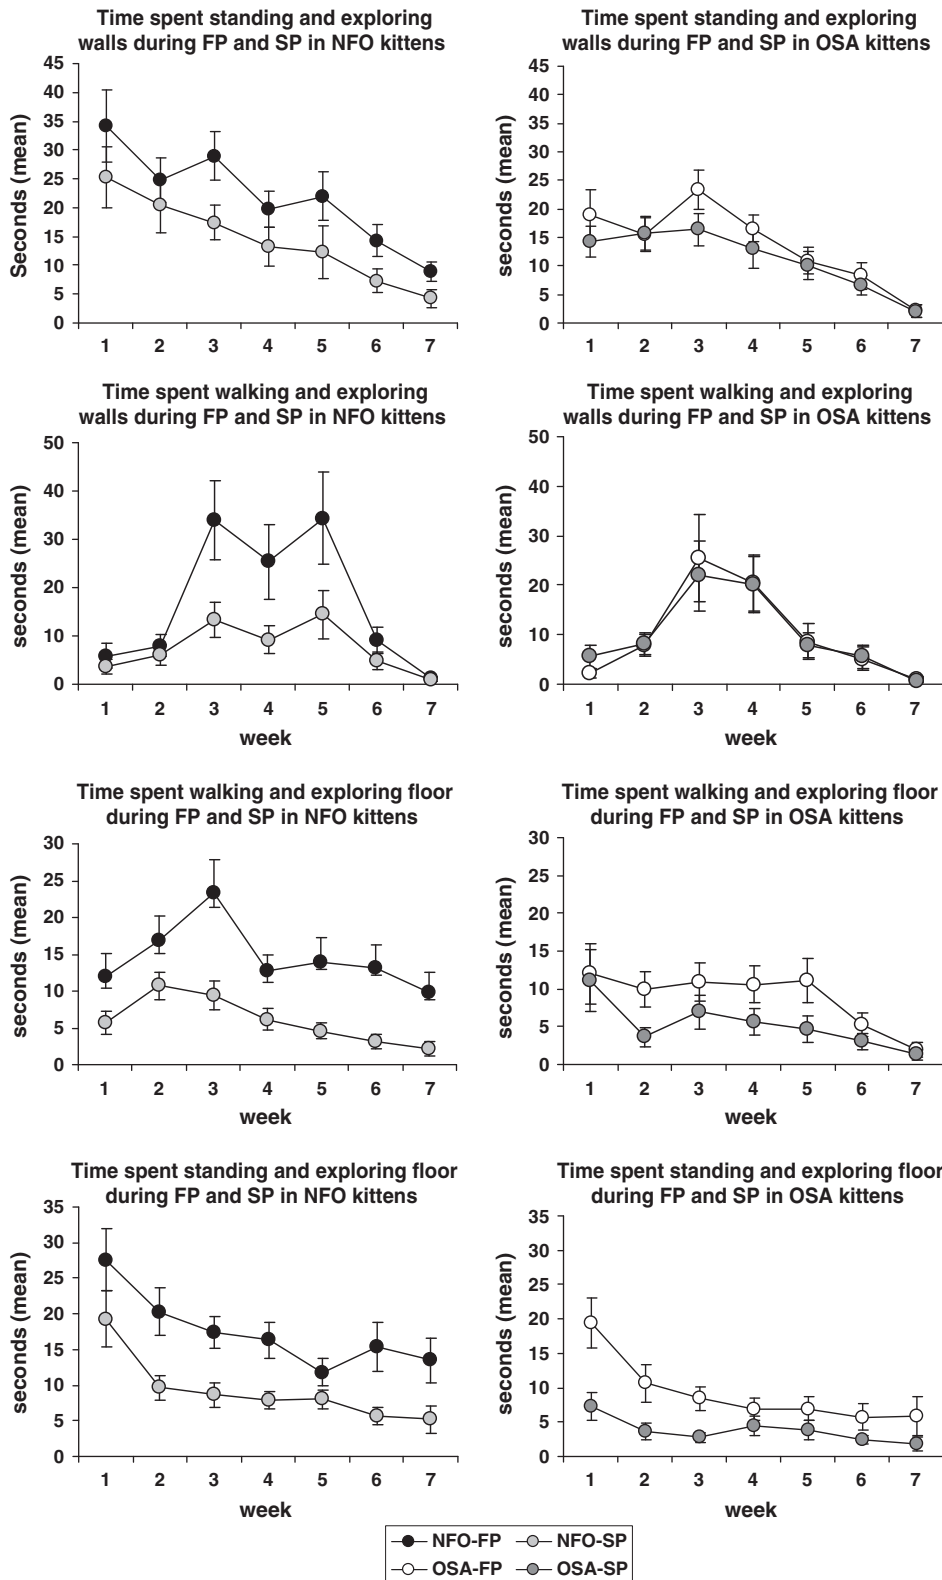 Time spent standing and exploring
walls during FP and SP in NFO kittens
Seconds (mean)
45
40
35
30
25
20
15
10
5
0
1 2 3 4 5 6 7
Time spent standing and exploring
walls during FP and SP in OSA kittens
seconds (mean)
45
40
35
30
25
20
15
10
5
0
1 2 3 4 5 6 7
Time spent walking and exploring
walls during FP and SP in NFO kittens
seconds (mean)
50
40
30
20
10
0
1 2 3 4 5 6 7
week
Time spent walking and exploring
walls during FP and SP in OSA kittens
seconds (mean)
50
40
30
20
10
0
1 2 3 4 5 6 7
week
Time spent walking and exploring floor
during FP and SP in NFO kittens
seconds (mean)
30
25
20
15
10
5
0
1 2 3 4 5 6 7
week
Time spent walking and exploring floor
during FP and SP in OSA kittens
seconds (mean)
30
25
20
15
10
5
0
1 2 3 4 5 6 7
week
Time spent standing and exploring floor
during FP and SP in NFO kittens
seconds (mean)
35
30
25
20
15
10
5
0
1 2 3 4 5 6 7
week
Time spent standing and exploring floor
during FP and SP in OSA kittens
seconds (mean)
35
30
25
20
15
10
5
0
1 2 3 4 5 6 7
week
NFO-FP NFO-SP
OSA-FP OSA-SP